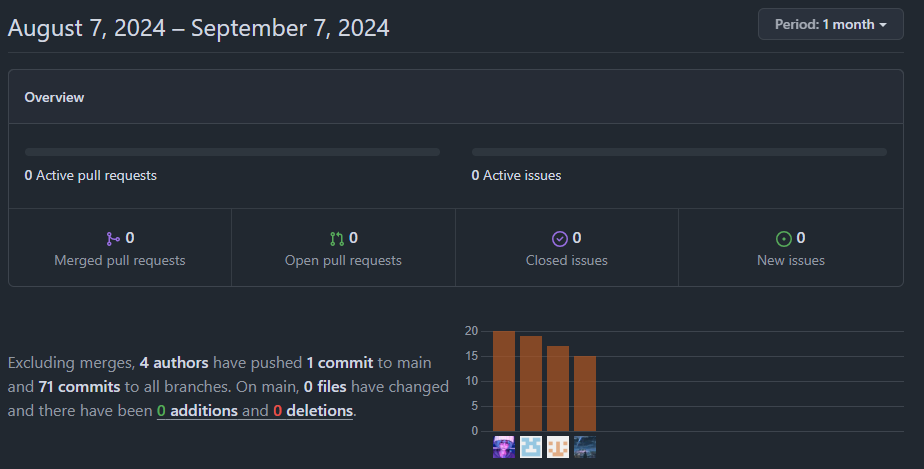 August 7, 2024 – September 7, 2024
Period: 1 month
Overview
0 Active pull requests
0 Active issues
0
Merged pull requests
0
Open pull requests
0
Closed issues
0
New issues
Excluding merges, 4 authors have pushed 1 commit to main
and 71 commits to all branches. On main, 0 files have changed
and there have been 0 additions and 0 deletions.
20
15
10
5
0